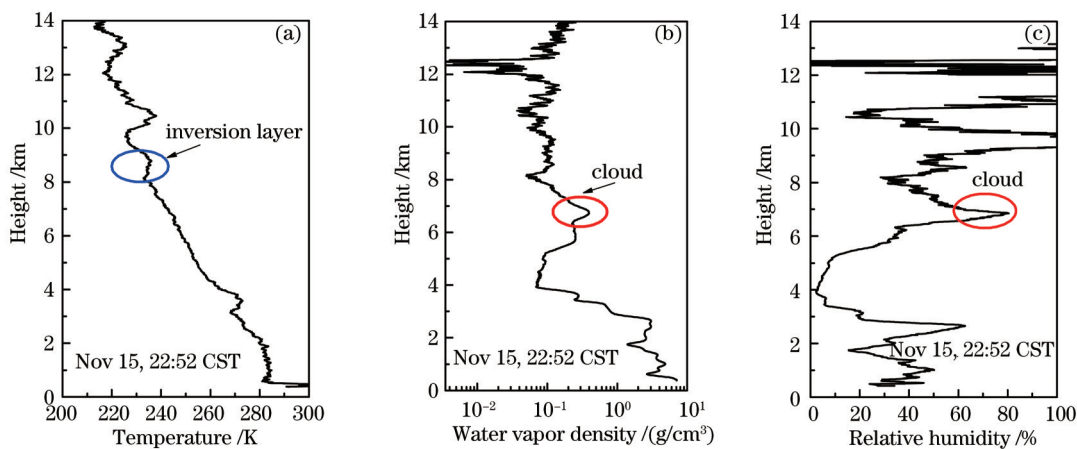 14
12
10
8
6
4
2
0
Height /km
(a)
inversion layer
Nov 15, 22:52 CST
200 220 240 260 280 300
Temperature /K
14
12
10
8
6
4
2
0
Height /km
(b)
cloud
Nov 15, 22:52 CST
10⁻² 10⁻¹ 10⁰ 10¹
Water vapor density /(g/cm³)
14
12
10
8
6
4
2
0
Height /km
(c)
cloud
Nov 15, 22:52 CST
0 20 40 60 80 100
Relative humidity /%